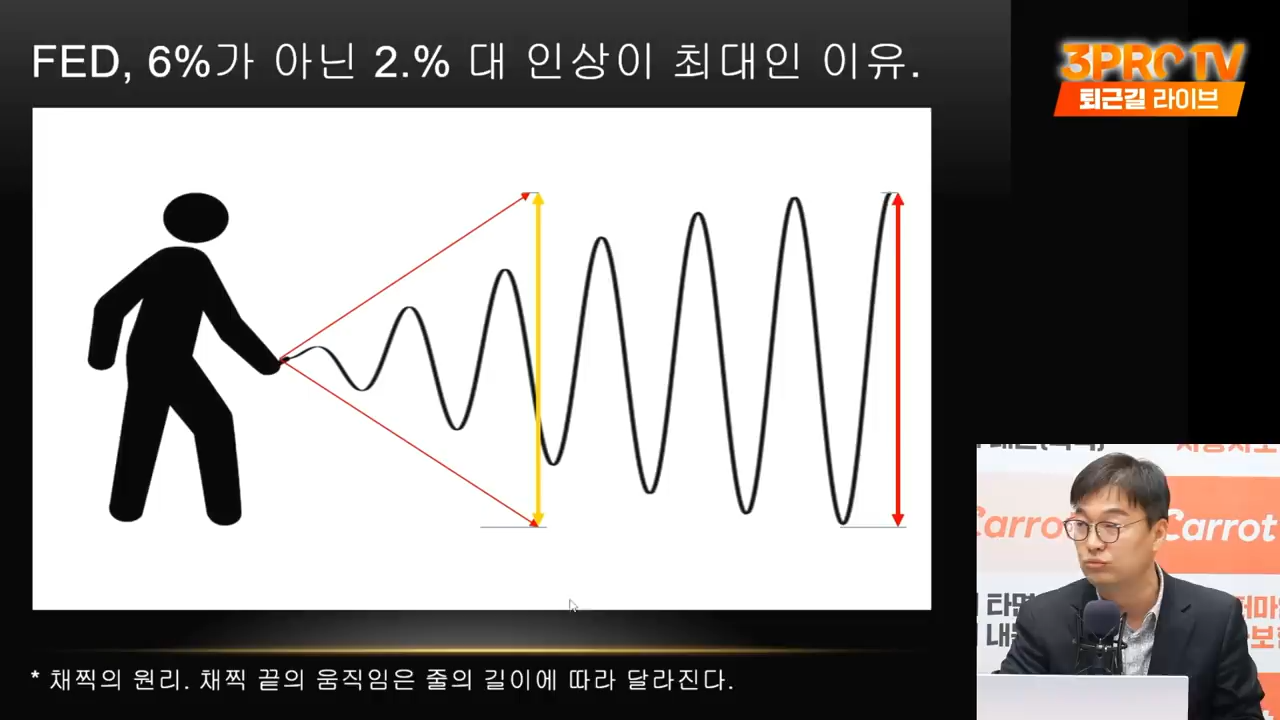 FED, 6%가 아닌 2.% 대 인상이 최대인 이유.
3PRO TV
퇴근길 라이브
Carrot
Carrot
* 채찍의 원리. 채찍 끝의 움직임은 줄의 길이에 따라 달라진다.